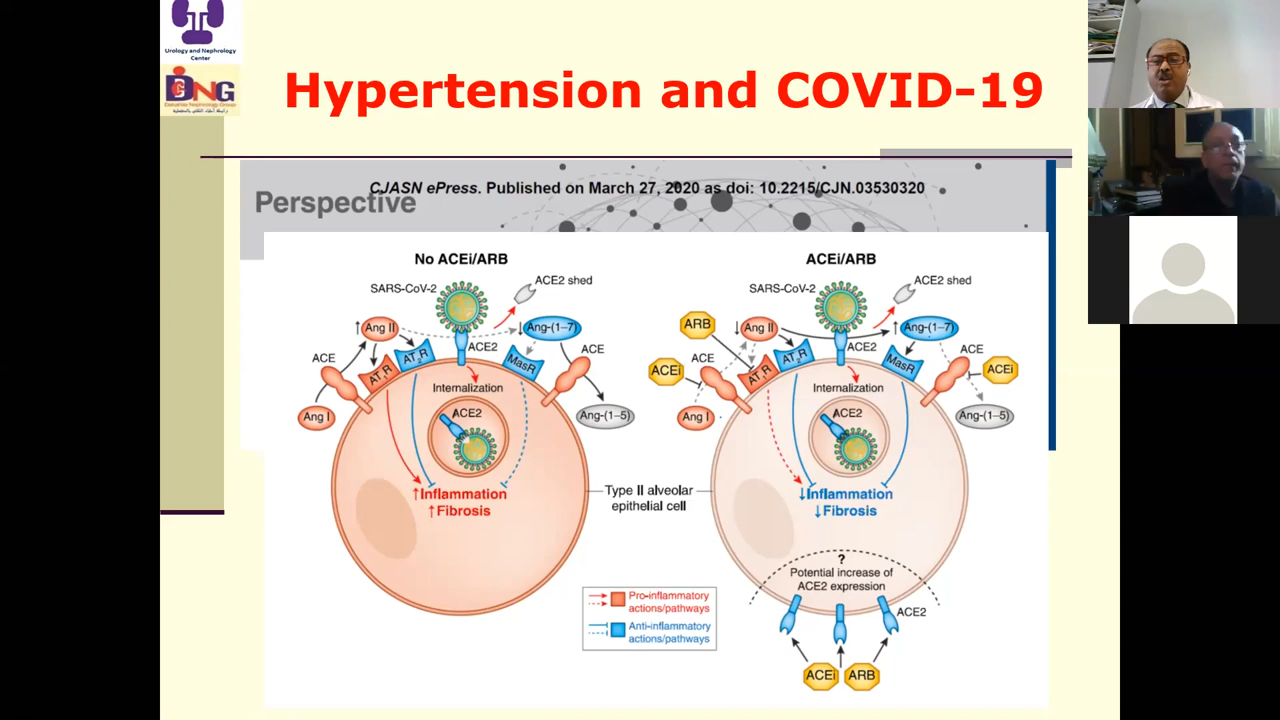 Urology and Nephrology
Center
DNG
Hypertension and COVID-19
CJASN ePress. Published on March 27, 2020 as doi: 10.2215/CJN.03530320
Perspective
No ACEi/ARB
SARS-CoV-2
ACE2 shed
↑Ang II
↓Ang-(1–7)
ACE2
ACE
AT₁R
AT₂R
MasR
ACE
Internalization
Ang I
ACE2
Ang-(1–5)
↑Inflammation
↑Fibrosis
Type II alveolar
epithelial cell
ACEi/ARB
SARS-CoV-2
ACE2 shed
ARB
↓Ang II
↑Ang-(1–7)
ACE2
ACE
ACEi
AT₁R
AT₂R
MasR
ACE
ACEi
Internalization
Ang I
ACE2
Ang-(1–5)
↓Inflammation
↓Fibrosis
?
Potential increase of
ACE2 expression
ACE2
ACEi
ARB
Pro-inflammatory
actions/pathways
Anti-inflammatory
actions/pathways